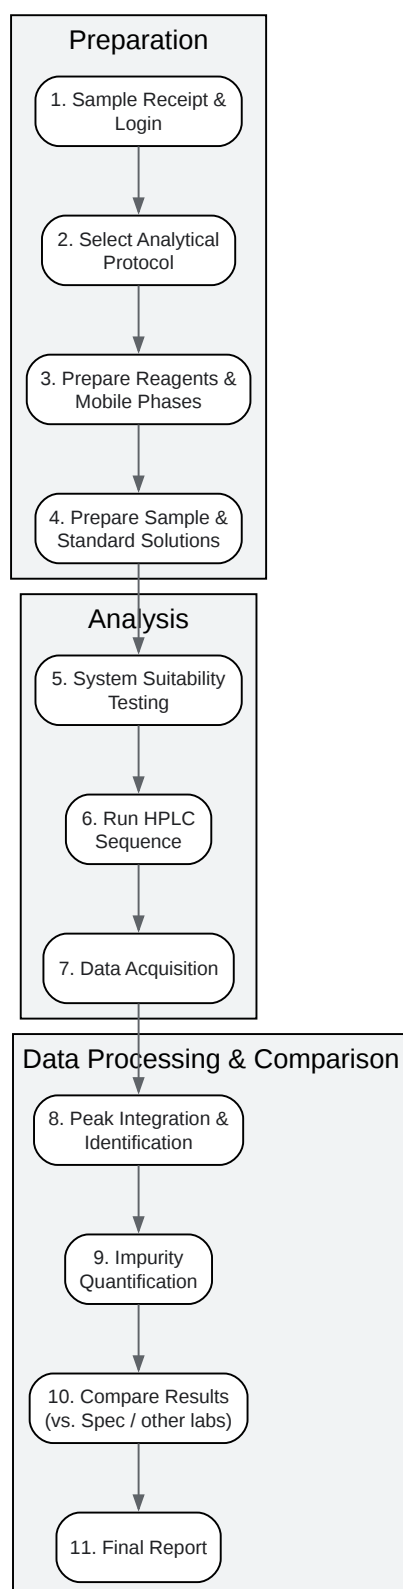 Preparation
1. Sample Receipt &
Login
2. Select Analytical
Protocol
3. Prepare Reagents &
Mobile Phases
4. Prepare Sample &
Standard Solutions
Analysis
5. System Suitability
Testing
6. Run HPLC
Sequence
7. Data Acquisition
Data Processing & Comparison
8. Peak Integration &
Identification
9. Impurity
Quantification
10. Compare Results
(vs. Spec / other labs)
11. Final Report